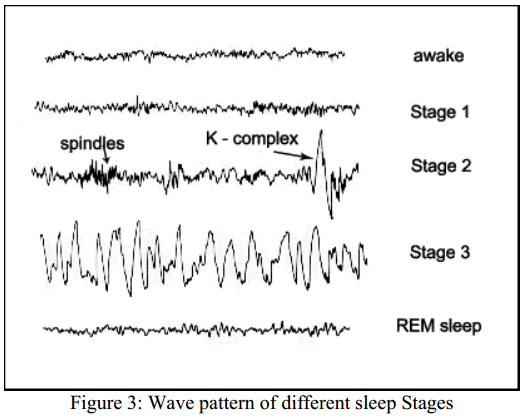 awake
Stage 1
spindles
K - complex
Stage 2
Stage 3
REM sleep
Figure 3: Wave pattern of different sleep Stages